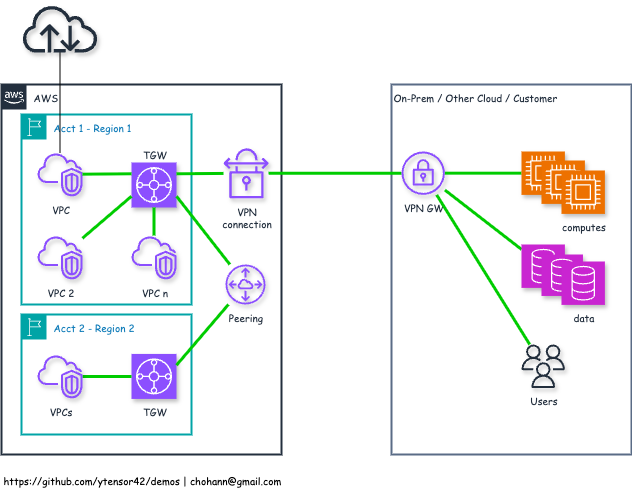 aws
AWS
On-Prem / Other Cloud / Customer
Acct 1 - Region 1
TGW
VPC
VPN
connection
VPN GW
computes
VPC 2
VPC n
Peering
data
Acct 2 - Region 2
VPCs
TGW
Users
https://github.com/ytensor42/demos | chohann@gmail.com